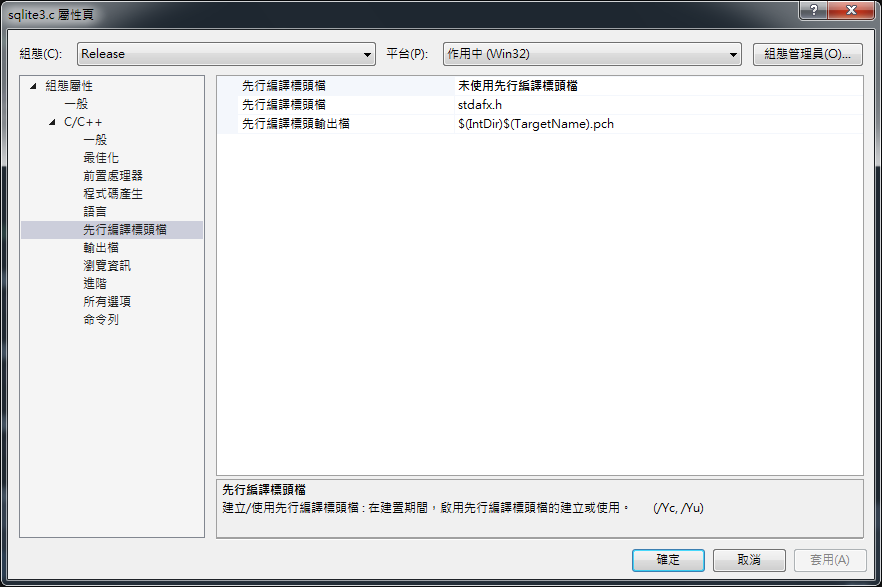 sqlite3.c 屬性頁
組態(C): Release 平台(P): 作用中 (Win32) 組態管理員(O)...
組態屬性
一般
C/C++
一般
最佳化
前置處理器
程式碼產生
語言
先行編譯標頭檔
輸出檔
瀏覽資訊
進階
所有選項
命令列
先行編譯標頭檔 未使用先行編譯標頭檔
先行編譯標頭檔 stdafx.h
先行編譯標頭輸出檔 $(IntDir)$(TargetName).pch
先行編譯標頭檔
建立/使用先行編譯標頭檔 : 在建置期間，啟用先行編譯標頭檔的建立或使用。 (/Yc, /Yu)
確定 取消 套用(A)